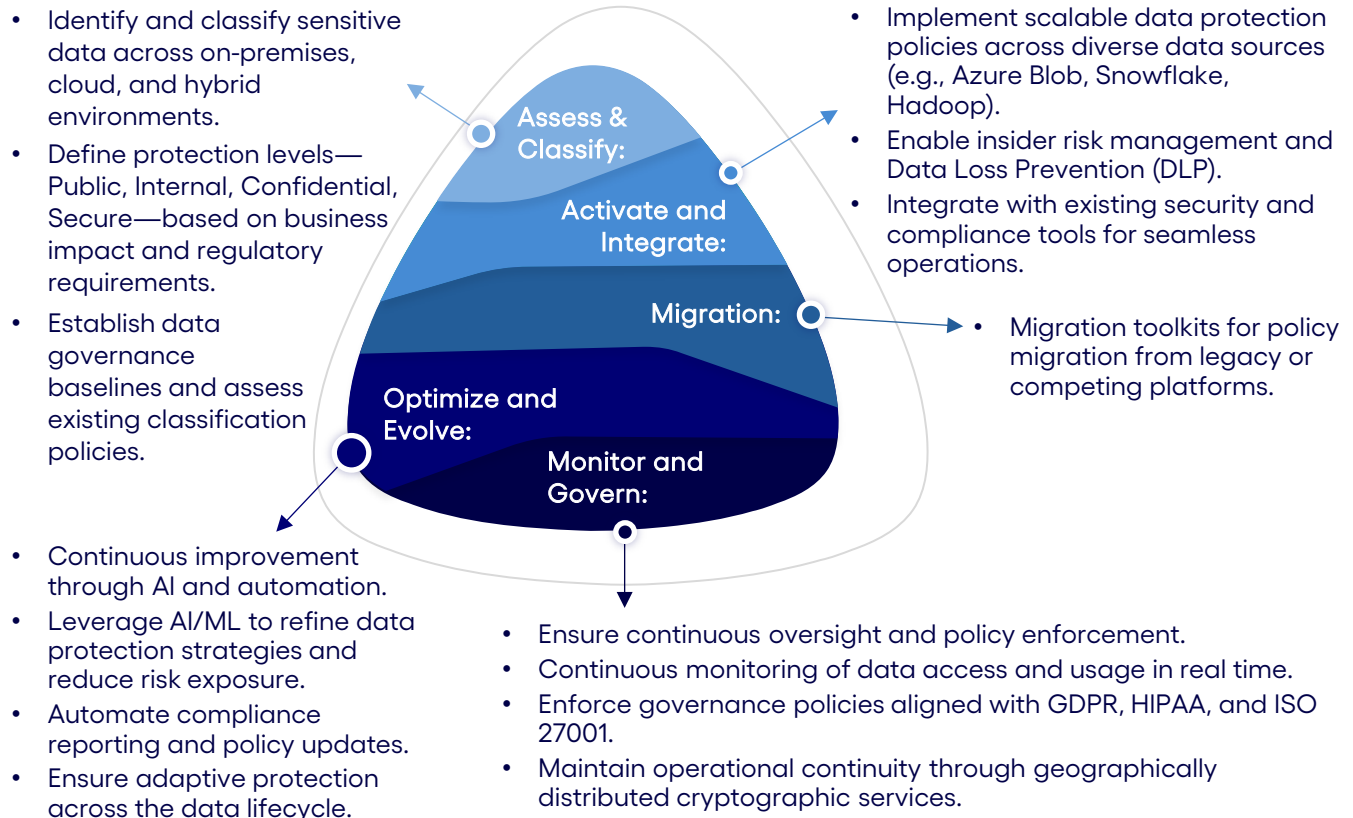 • Identify and classify sensitive
data across on-premises,
cloud, and hybrid
environments.
• Define protection levels—
Public, Internal, Confidential,
Secure—based on business
impact and regulatory
requirements.
• Establish data
governance
baselines and assess
existing classification
policies.
Assess &
Classify:
• Implement scalable data protection
policies across diverse data sources
(e.g., Azure Blob, Snowflake,
Hadoop).
• Enable insider risk management and
Data Loss Prevention (DLP).
• Integrate with existing security and
compliance tools for seamless
operations.
Activate and
Integrate:
Migration:
• Migration toolkits for policy
migration from legacy or
competing platforms.
Optimize and
Evolve:
Monitor and
Govern:
• Continuous improvement
through AI and automation.
• Leverage AI/ML to refine data
protection strategies and
reduce risk exposure.
• Automate compliance
reporting and policy updates.
• Ensure adaptive protection
across the data lifecycle.
• Ensure continuous oversight and policy enforcement.
• Continuous monitoring of data access and usage in real time.
• Enforce governance policies aligned with GDPR, HIPAA, and ISO
27001.
• Maintain operational continuity through geographically
distributed cryptographic services.